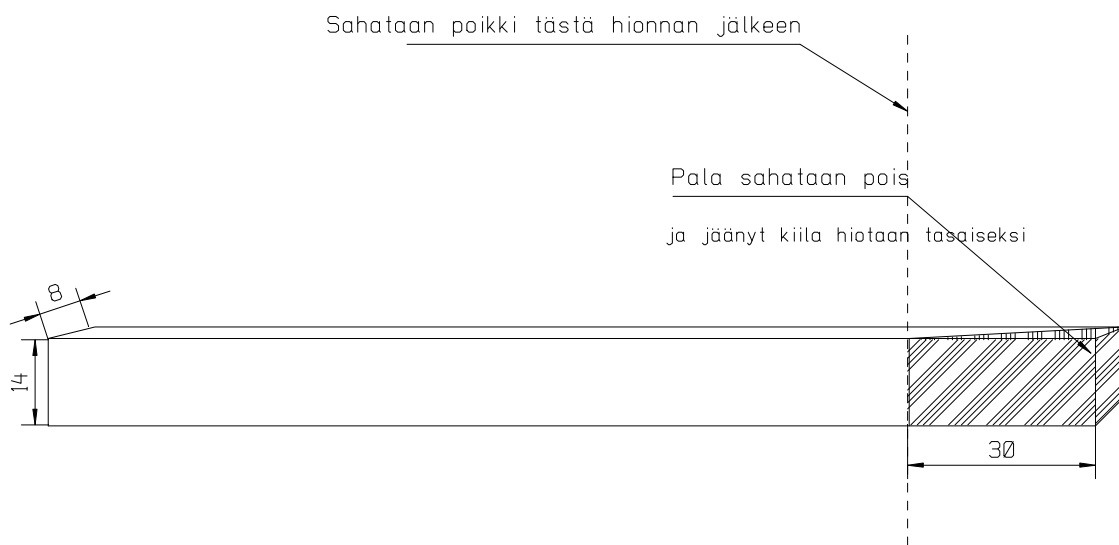 Sahataan poikki tästä hionnan jälkeen
Pala sahataan pois
ja jäänyt kiila hiotaan tasaiseksi
8
14
30